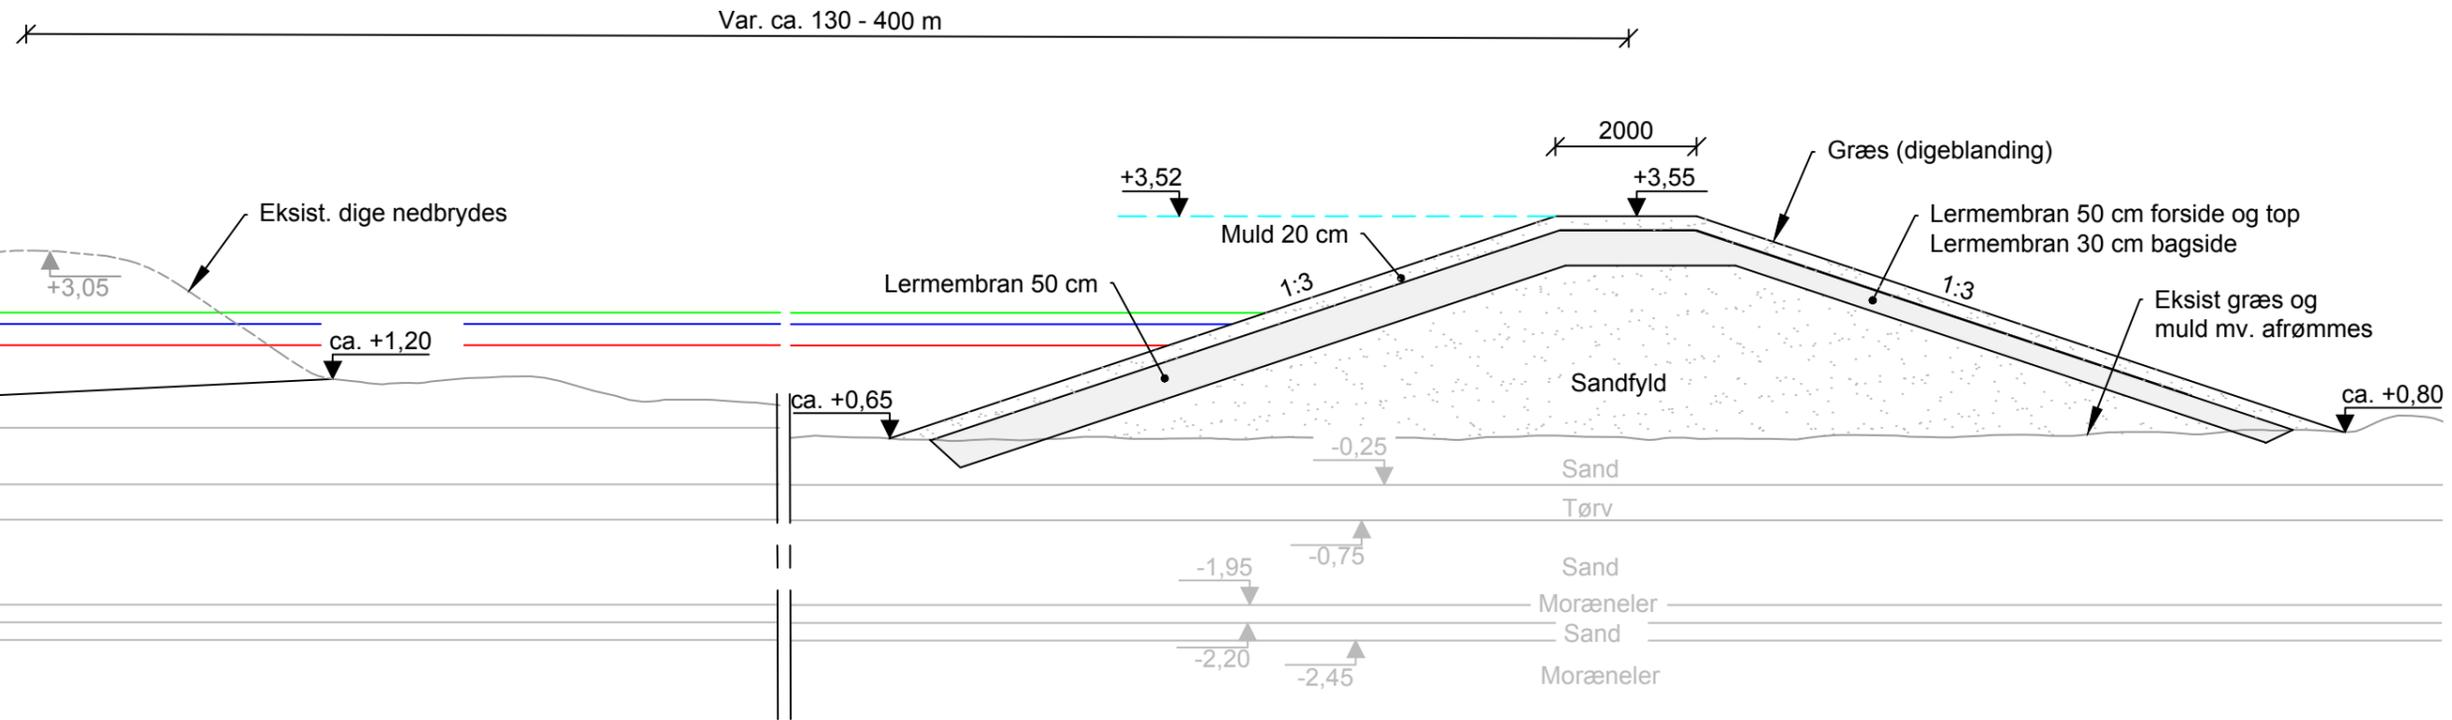 Var. ca. 130 - 400 m
2000
Græs (digeblanding)
+3,52
+3,55
Eksist. dige nedbrydes
Lermembran 50 cm forside og top
Lermembran 30 cm bagside
Muld 20 cm
+3,05
Lermembran 50 cm
1:3
1:3
Eksist græs og
muld mv. afrømmes
ca. +1,20
Sandfyld
ca. +0,65
ca. +0,80
-0,25
Sand
Tørv
-0,75
-1,95
Sand
Moræneler
Sand
-2,20
-2,45
Moræneler